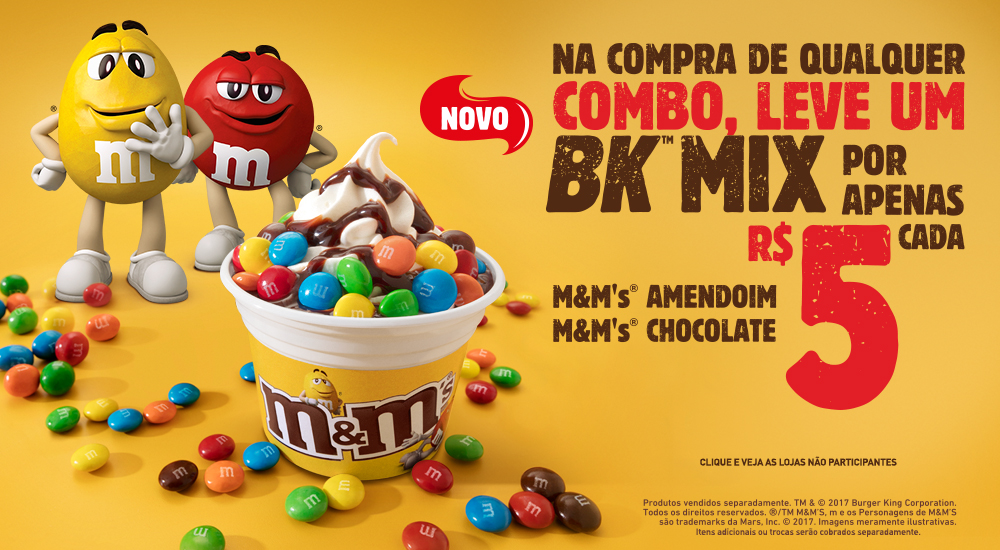 NOVO
NA COMPRA DE QUALQUER
COMBO, LEVE UM
BK™ MIX POR
APENAS
R$ 5 CADA
M&M's® AMENDOIM
M&M's® CHOCOLATE
m
m
m&m's
CLIQUE E VEJA AS LOJAS NÃO PARTICIPANTES
Produtos vendidos separadamente. TM & © 2017 Burger King Corporation.
Todos os direitos reservados. ®/TM M&M'S, m e os Personagens de M&M'S
são trademarks da Mars, Inc. © 2017. Imagens meramente ilustrativas.
Itens adicionais ou trocas serão cobrados separadamente.